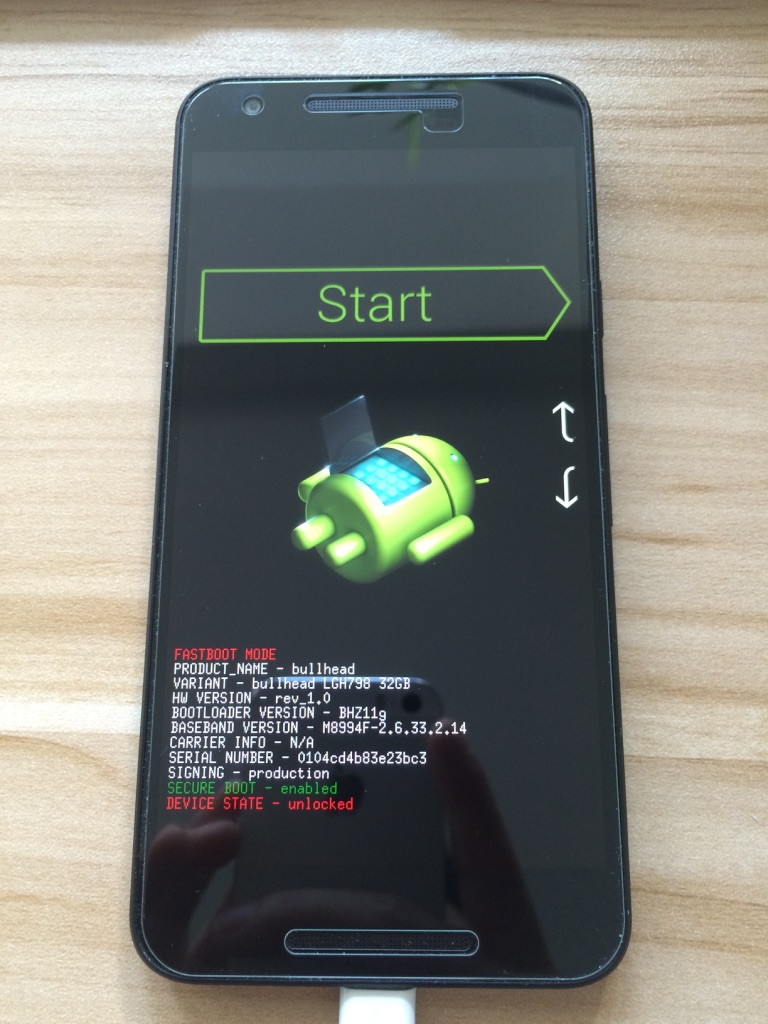 Start
FASTBOOT MODE
PRODUCT_NAME - bullhead
VARIANT - bullhead LGH798 32GB
HW VERSION - rev_1.0
BOOTLOADER VERSION - BHZ11g
BASEBAND VERSION - M8994F-2.6.33.2.14
CARRIER INFO - N/A
SERIAL NUMBER - 0104cd4b83e23bc3
SIGNING - production
SECURE BOOT - enabled
DEVICE STATE - unlocked